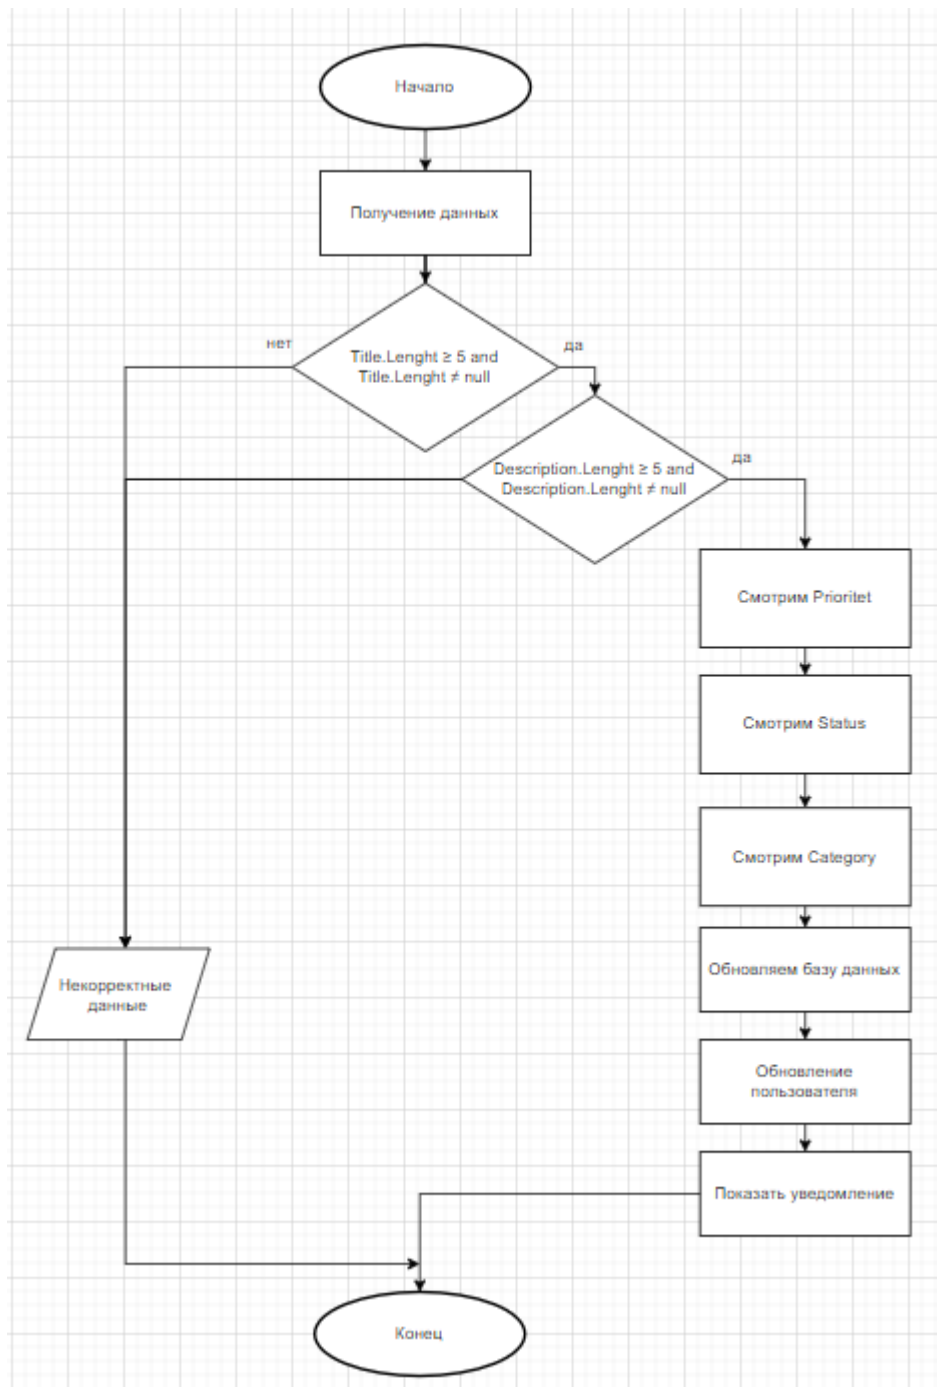 Начало
Получение данных
нет
да
Title.Lenght ≥ 5 and
Title.Lenght ≠ null
да
Description.Lenght ≥ 5 and
Description.Lenght ≠ null
Смотрим Prioritet
Смотрим Status
Смотрим Category
Обновляем базу данных
Некорректные
данные
Обновление
пользователя
Показать уведомление
Конец